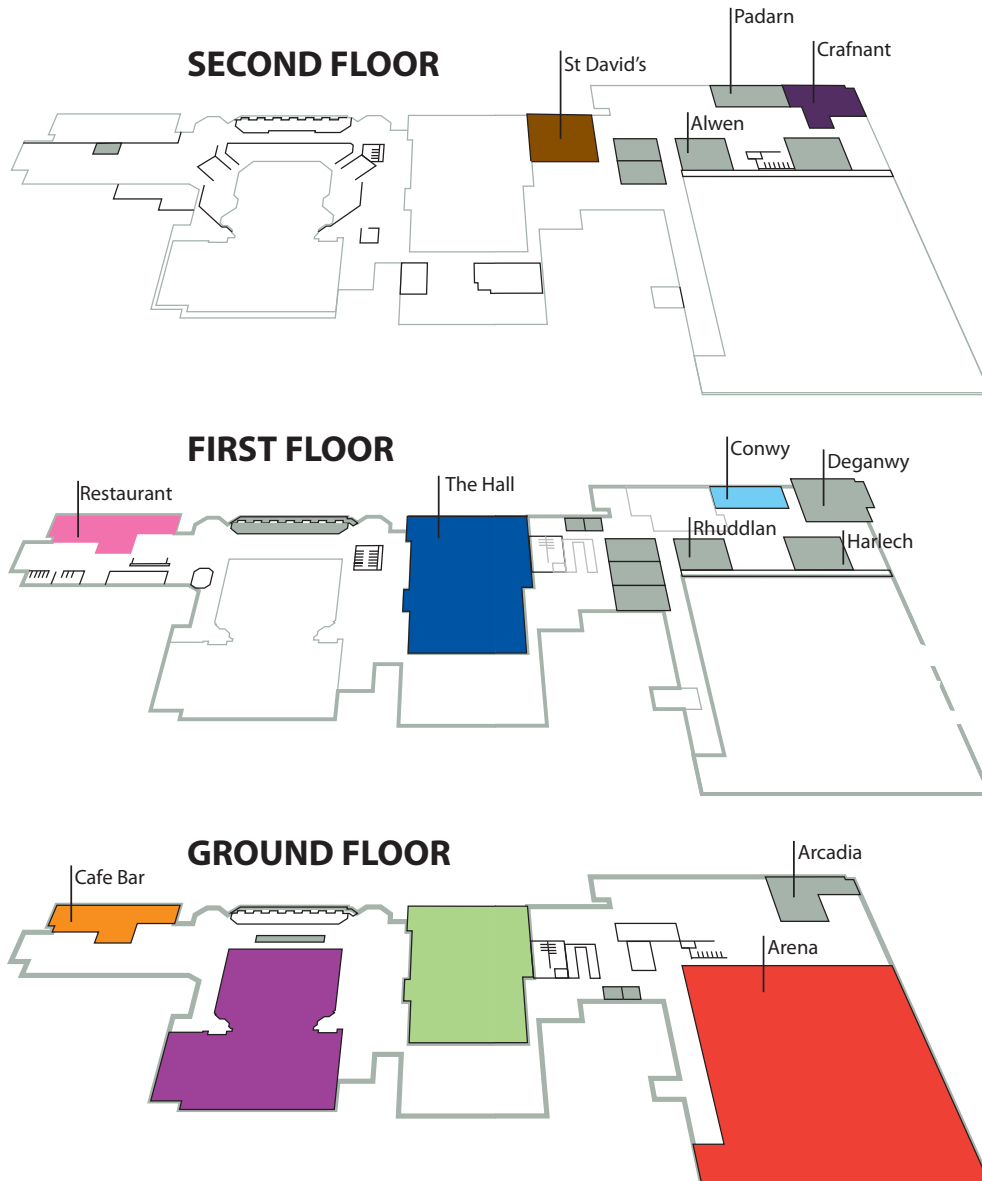 Padarn
SECOND FLOOR
St David's
Crafnant
Alwen
FIRST FLOOR
Conwy
Deganwy
Restaurant
The Hall
Rhuddlan
Harlech
GROUND FLOOR
Arcadia
Cafe Bar
Arena